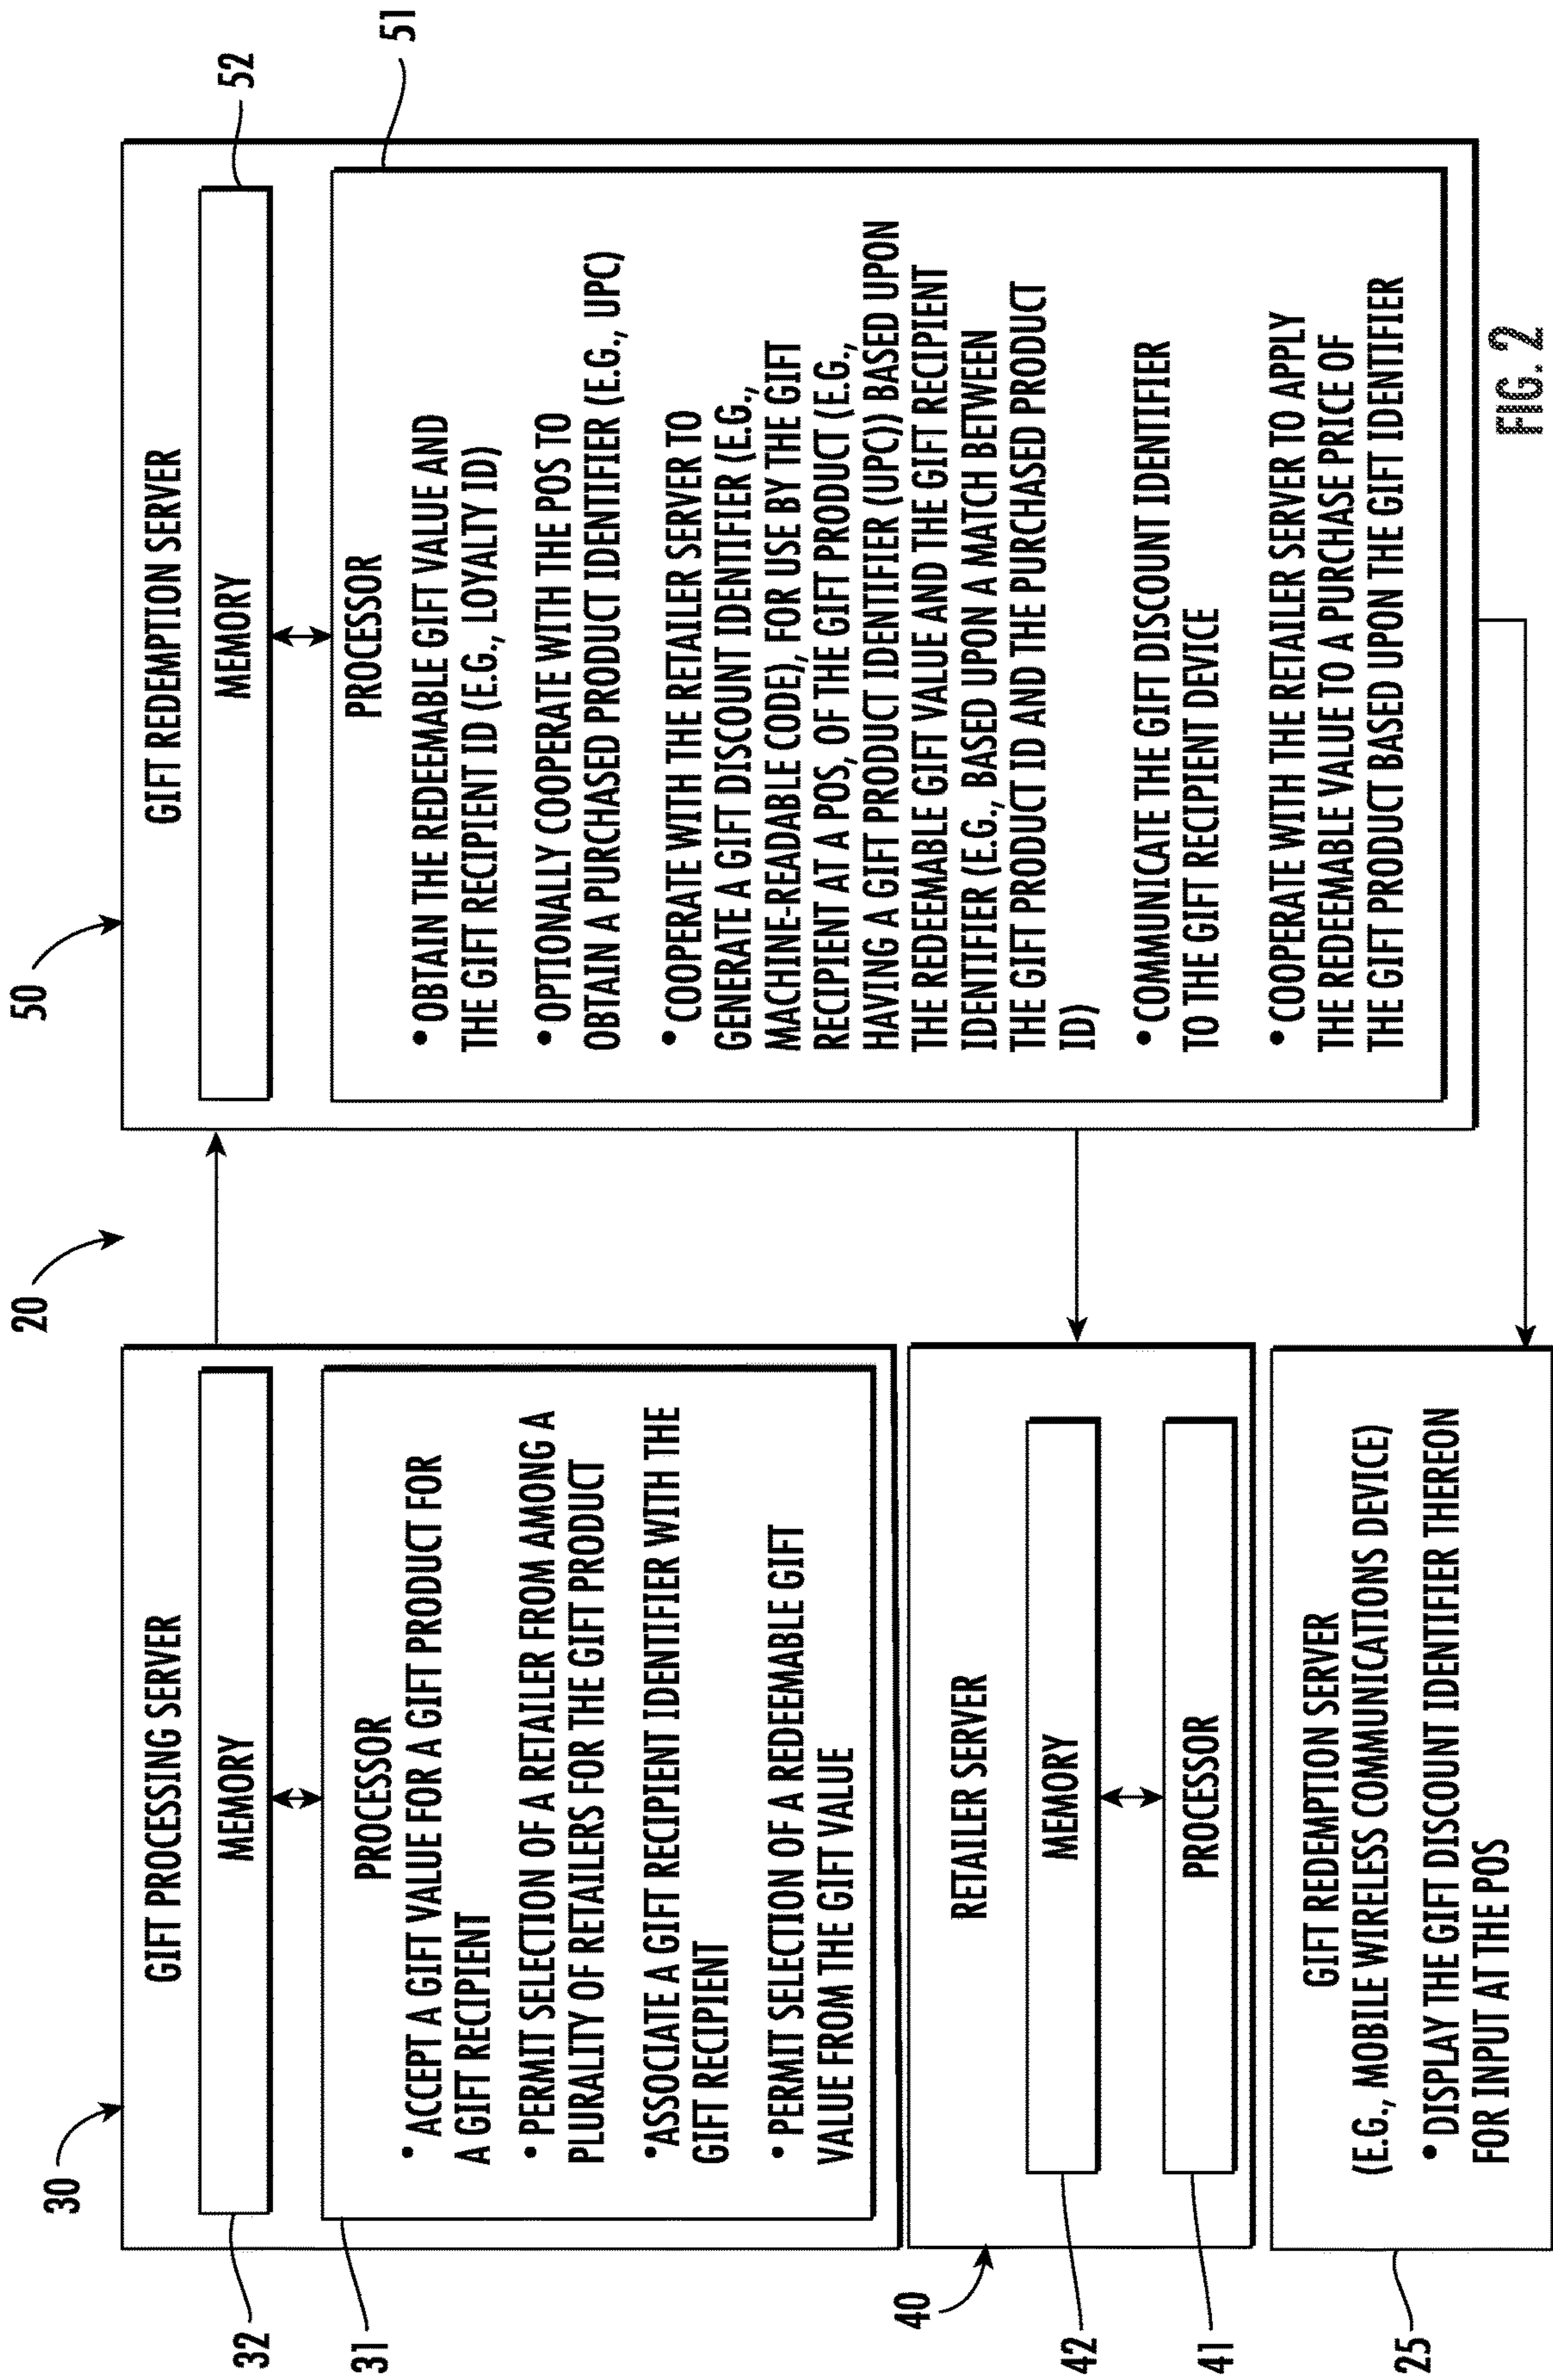 20
30
GIFT PROCESSING SERVER
MEMORY
32
PROCESSOR
31
• ACCEPT A GIFT VALUE FOR A GIFT PRODUCT FOR
A GIFT RECIPIENT
• PERMIT SELECTION OF A RETAILER FROM AMONG A
PLURALITY OF RETAILERS FOR THE GIFT PRODUCT
•ASSOCIATE A GIFT RECIPIENT IDENTIFIER WITH THE
GIFT RECIPIENT
• PERMIT SELECTION OF A REDEEMABLE GIFT
VALUE FROM THE GIFT VALUE
40
RETAILER SERVER
MEMORY
42
PROCESSOR
41
GIFT REDEMPTION SERVER
(E.G., MOBILE WIRELESS COMMUNICATIONS DEVICE)
• DISPLAY THE GIFT DISCOUNT IDENTIFIER THEREON
FOR INPUT AT THE POS
25
50
GIFT REDEMPTION SERVER
MEMORY
52
PROCESSOR
51
• OBTAIN THE REDEEMABLE GIFT VALUE AND
THE GIFT RECIPIENT ID (E.G., LOYALTY ID)
• OPTIONALLY COOPERATE WITH THE POS TO
OBTAIN A PURCHASED PRODUCT IDENTIFIER (E.G., UPC)
• COOPERATE WITH THE RETAILER SERVER TO
GENERATE A GIFT DISCOUNT IDENTIFIER (E.G.,
MACHINE-READABLE CODE), FOR USE BY THE GIFT
RECIPIENT AT A POS, OF THE GIFT PRODUCT (E.G.,
HAVING A GIFT PRODUCT IDENTIFIER (UPC)) BASED UPON
THE REDEEMABLE GIFT VALUE AND THE GIFT RECIPIENT
IDENTIFIER (E.G., BASED UPON A MATCH BETWEEN
THE GIFT PRODUCT ID AND THE PURCHASED PRODUCT
ID)
• COMMUNICATE THE GIFT DISCOUNT IDENTIFIER
TO THE GIFT RECIPIENT DEVICE
• COOPERATE WITH THE RETAILER SERVER TO APPLY
THE REDEEMABLE VALUE TO A PURCHASE PRICE OF
THE GIFT PRODUCT BASED UPON THE GIFT IDENTIFIER
FIG. 2